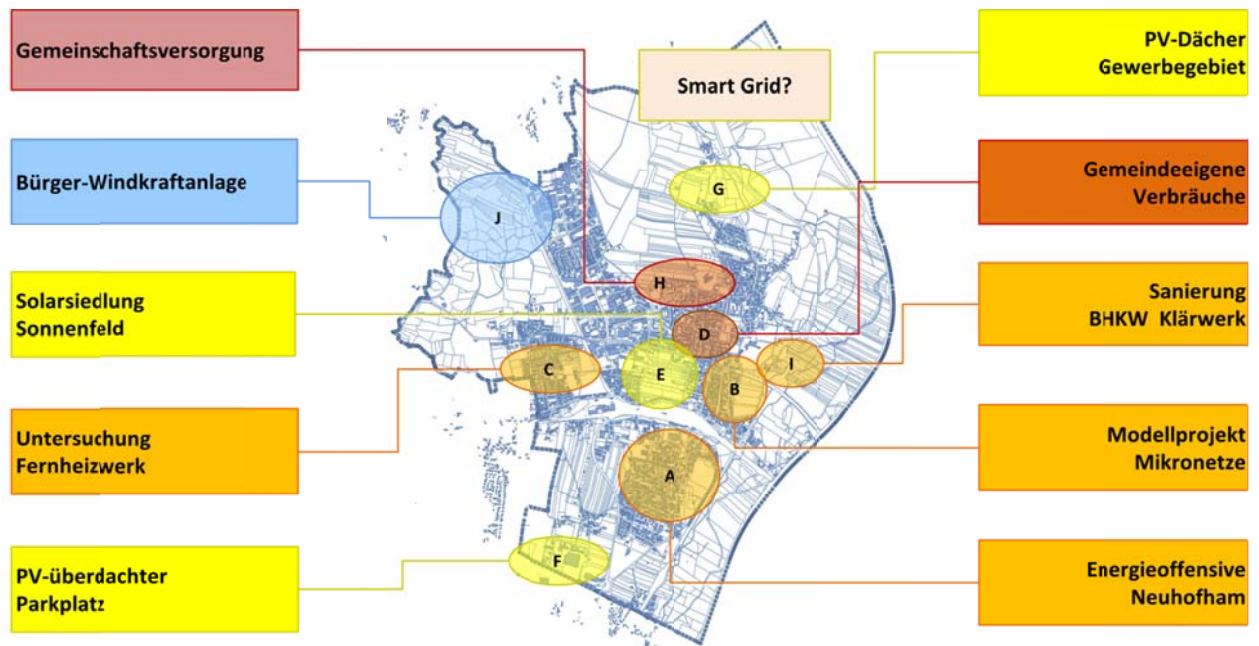 Gemeinschaftsversorgung
Bürger-Windkraftanlage
Solarsiedlung
Sonnenfeld
Untersuchung
Fernheizwerk
PV-überdachter
Parkplatz
Smart Grid?
G
J
H
D
C
E
B
I
A
F
PV-Dächer
Gewerbegebiet
Gemeindeeigene
Verbräuche
Sanierung
BHKW Klärwerk
Modellprojekt
Mikronetze
Energieoffensive
Neuhofham